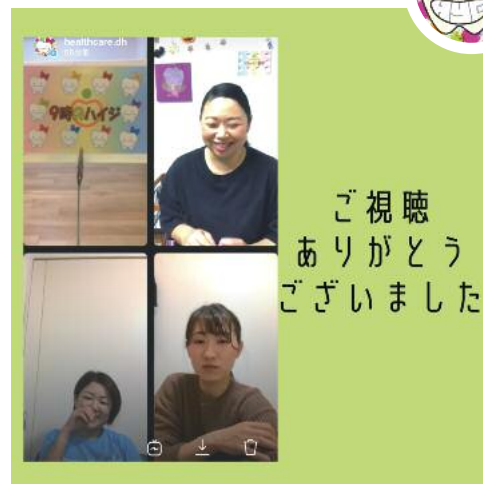 healthcare.dh
9時のハイジ
ご視聴
ありがとう
ございました